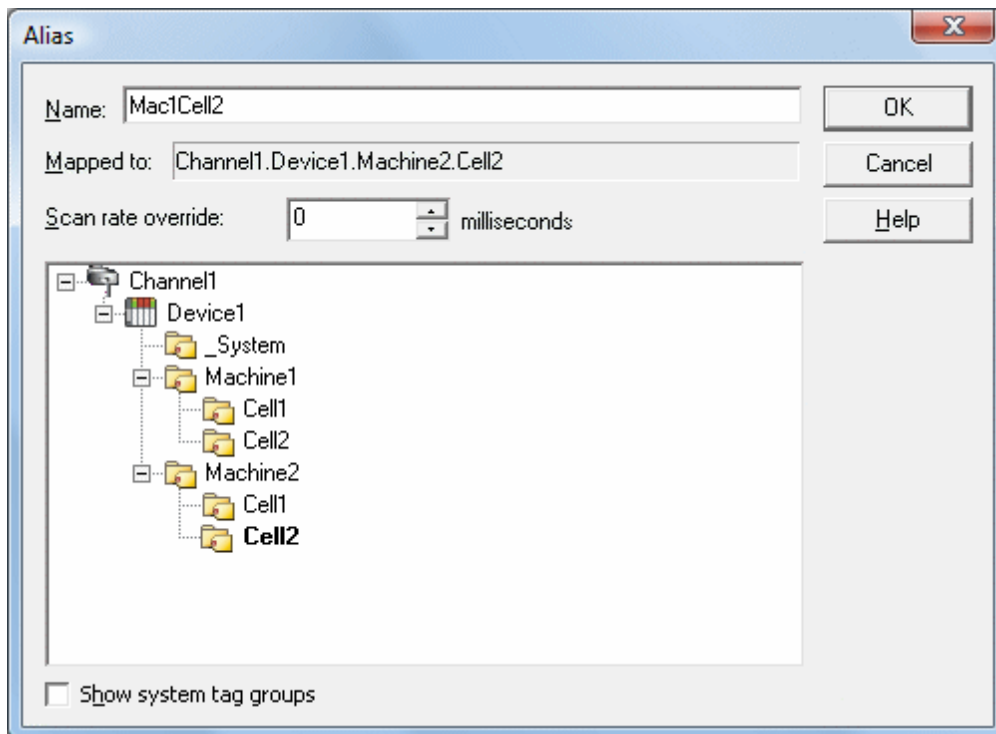 Alias
Name: Mac1Cell2
OK
Mapped to: Channel1.Device1.Machine2.Cell2
Cancel
Scan rate override: 0 milliseconds
Help
Channel1
Device1
_System
Machine1
Cell1
Cell2
Machine2
Cell1
Cell2
Show system tag groups